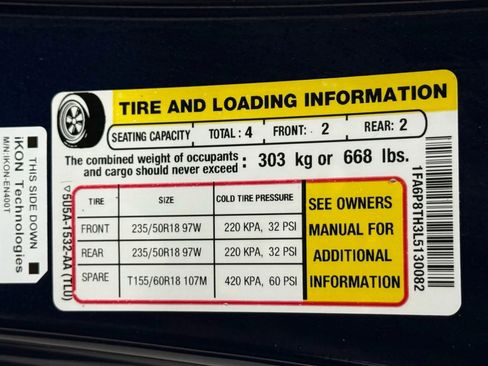 TIRE AND LOADING INFORMATION
SEATING CAPACITY TOTAL : 4 FRONT: 2 REAR: 2
The combined weight of occupants
and cargo should never exceed : 303 kg or 668 lbs.
TIRE SIZE COLD TIRE PRESSURE
FRONT 235/50R18 97W 220 KPA, 32 PSI
REAR 235/50R18 97W 220 KPA, 32 PSI
SPARE T155/60R18 107M 420 KPA, 60 PSI
SEE OWNERS
MANUAL FOR
ADDITIONAL
INFORMATION
1FA6P8TH3L5130082
5U5A-1532-AA (TLU)
THIS SIDE DOWN
iKON Technologies
M/N:IKON-EN400T